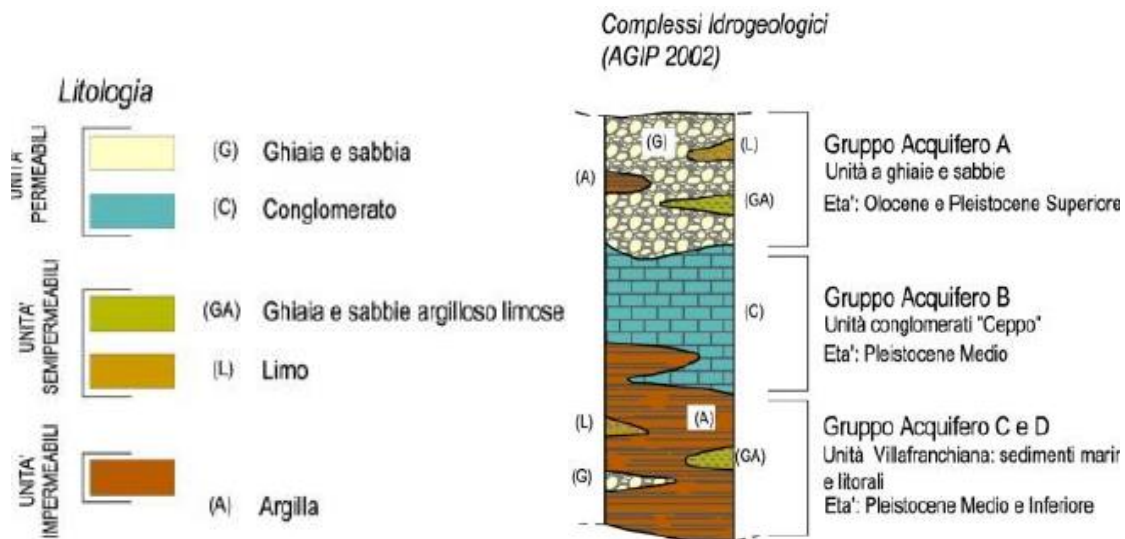 Complessi Idrogeologici
(AGIP 2002)
Litologia
UNITA'
PERMEABILI
(G) Ghiaia e sabbia
(C) Conglomerato
UNITA'
SEMIPERMEABILI
(GA) Ghiaia e sabbie argilloso limose
(L) Limo
UNITA'
IMPERMEABILI
(A) Argilla
(G)
(L)
(A)
(GA)
(C)
(A)
(L)
(GA)
(G)
Gruppo Acquifero A
Unità a ghiaie e sabbie
Eta': Olocene e Pleistocene Superiore
Gruppo Acquifero B
Unità conglomerati "Ceppo"
Eta': Pleistocene Medio
Gruppo Acquifero C e D
Unità Villafranchiana: sedimenti marir
e litorali
Eta': Pleistocene Medio e Inferiore